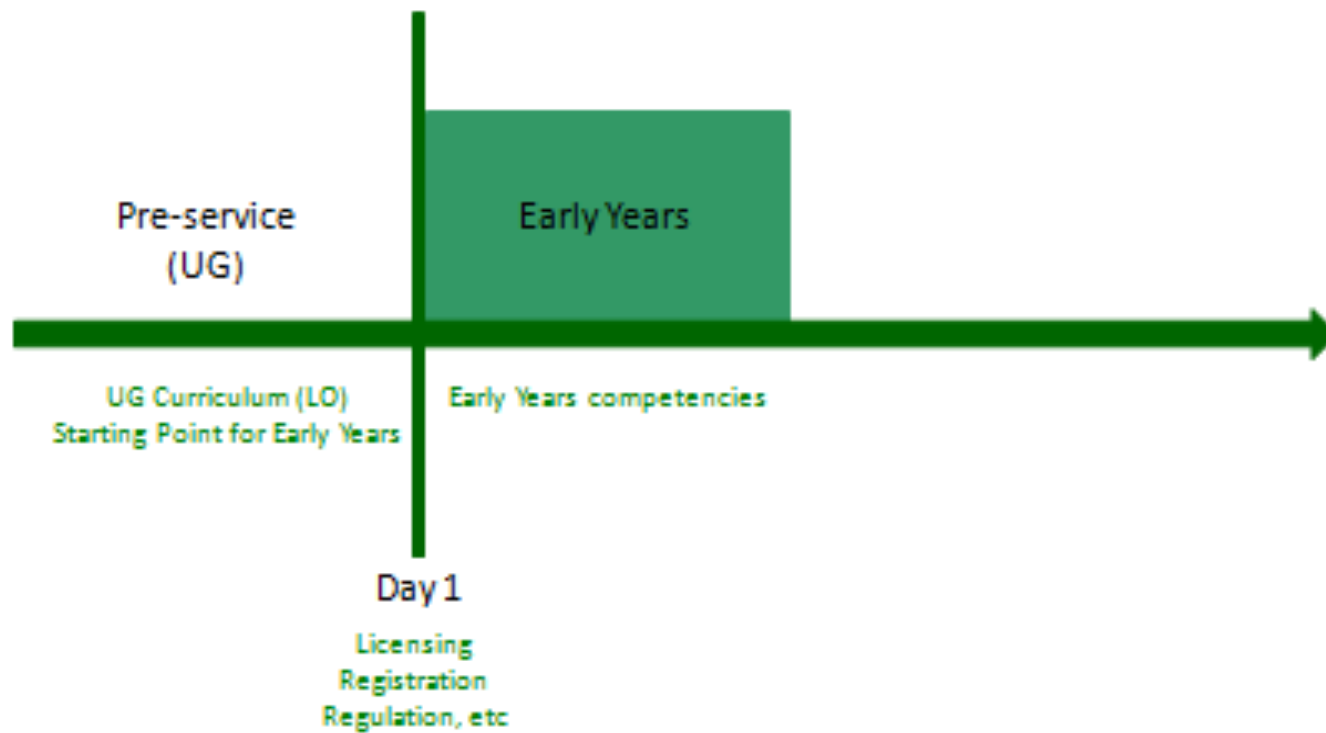 Pre-service
(UG)
Early Years
UG Curriculum (LO)
Starting Point for Early Years
Early Years competencies
Day 1
Licensing
Registration
Regulation, etc